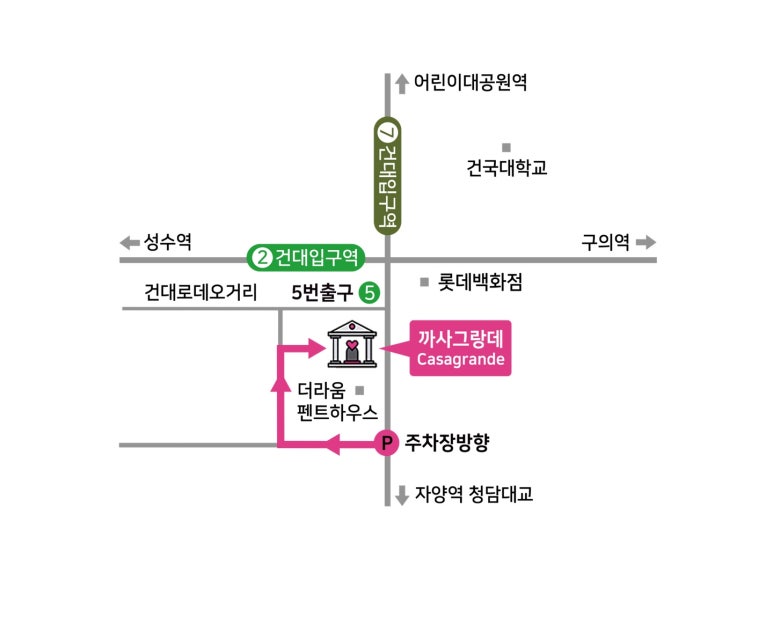 어린이대공원역
7 건대입구역
건국대학교
성수역
2 건대입구역
구의역
건대로데오거리
5번출구 5
롯데백화점
까사그랑데
Casagrande
더라움
펜트하우스
P 주차장방향
자양역 청담대교